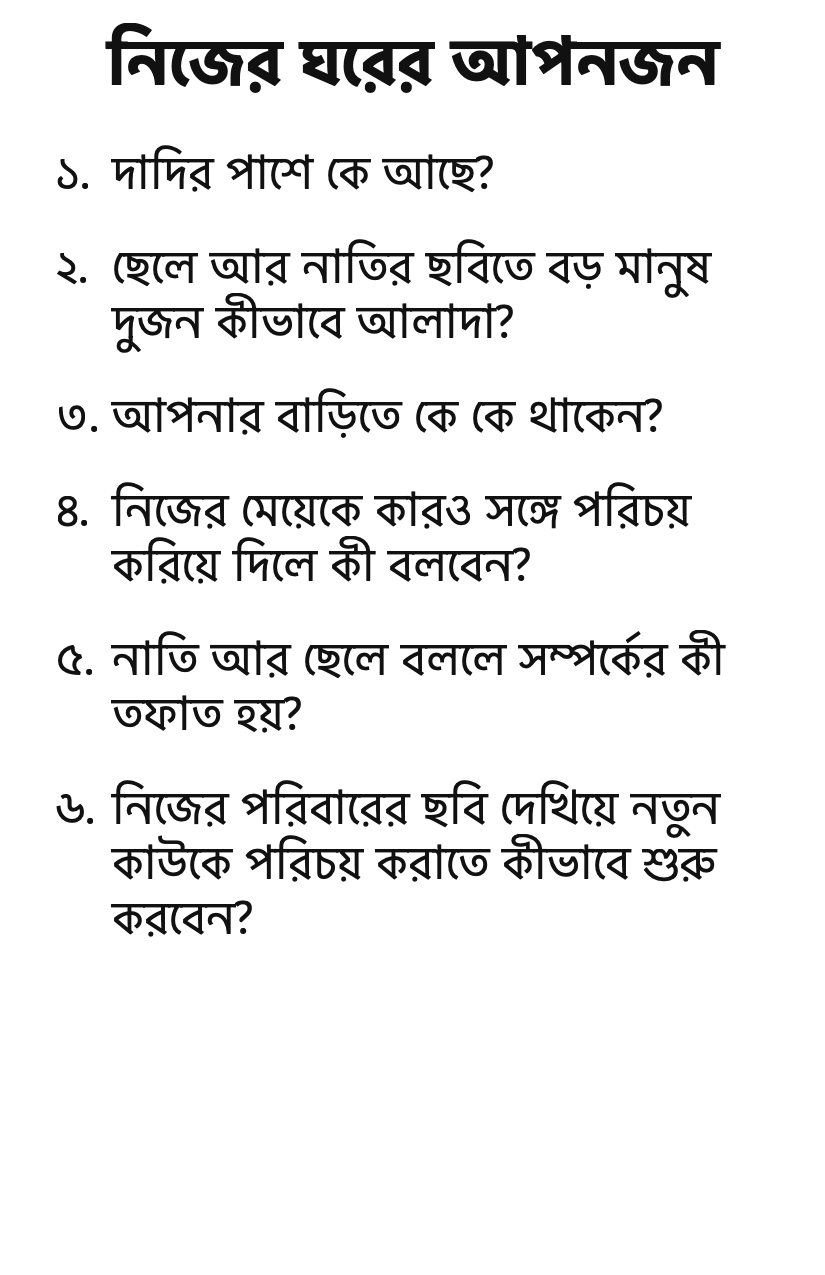 নিজের ঘরের আপনজন
১. দাদির পাশে কে আছে?
২. ছেলে আর নাতির ছবিতে বড় মানুষ
দুজন কীভাবে আলাদা?
৩. আপনার বাড়িতে কে কে থাকেন?
৪. নিজের মেয়েকে কারও সঙ্গে পরিচয়
করিয়ে দিলে কী বলবেন?
৫. নাতি আর ছেলে বললে সম্পর্কের কী
তফাত হয়?
৬. নিজের পরিবারের ছবি দেখিয়ে নতুন
কাউকে পরিচয় করাতে কীভাবে শুরু
করবেন?